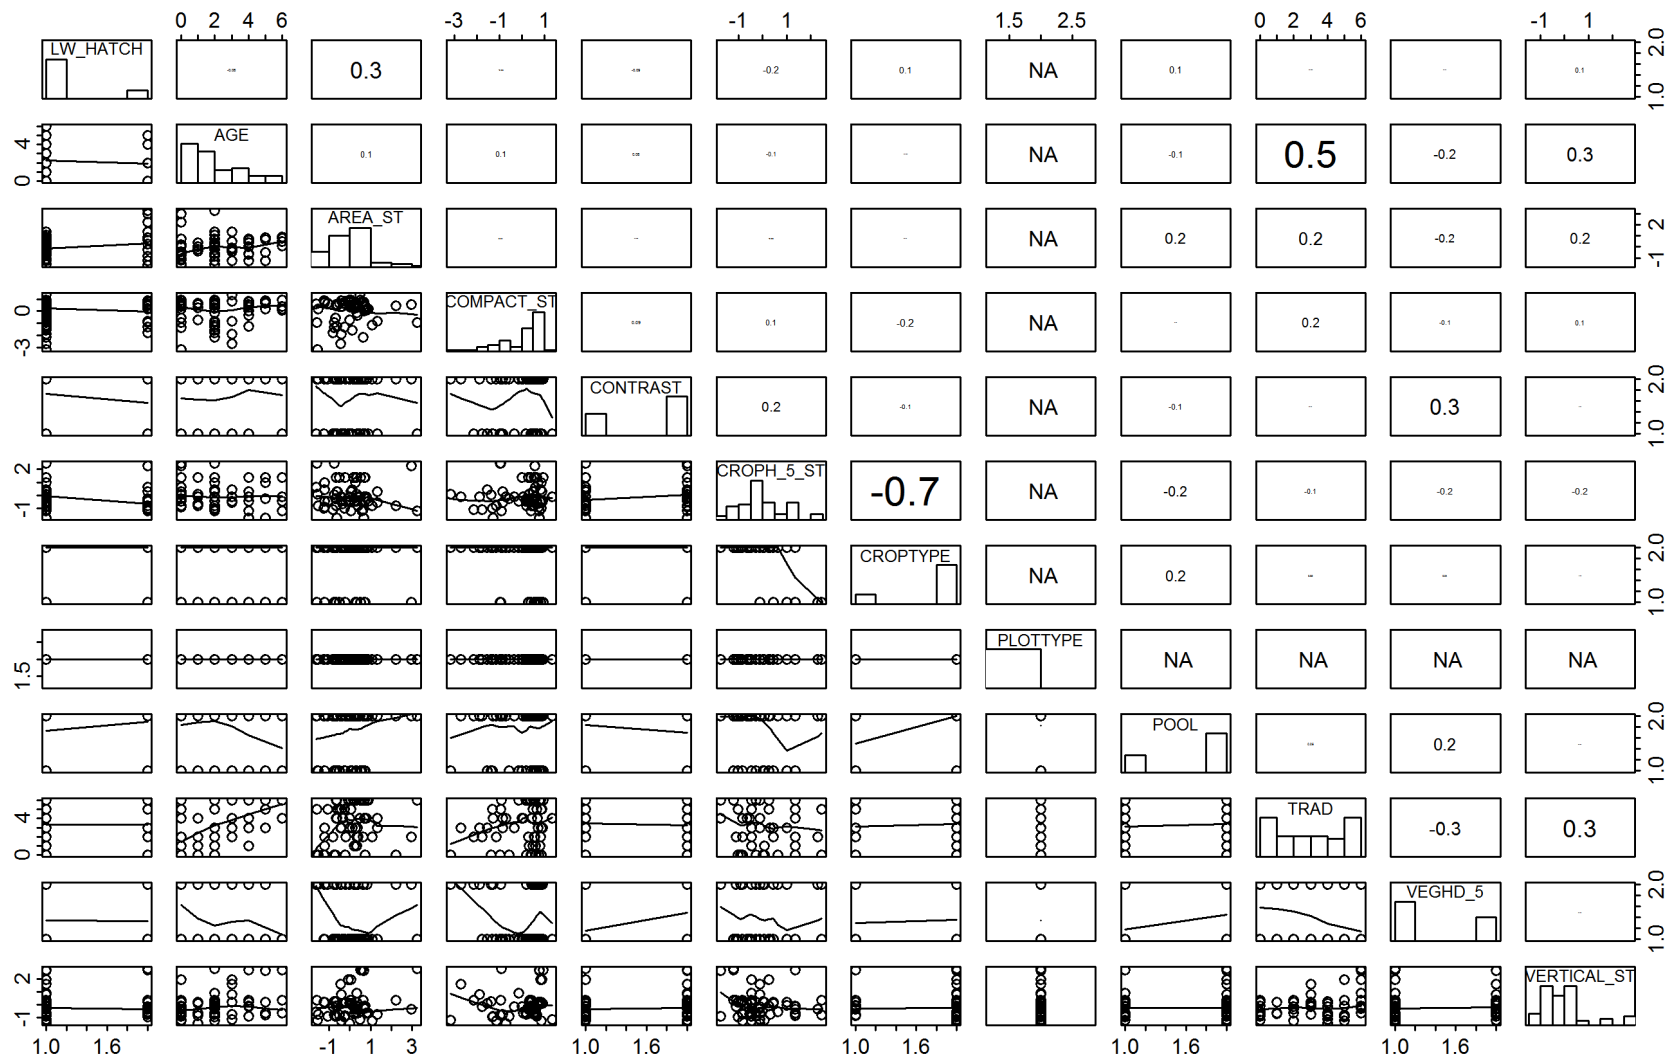 0 2 4 6 -3 -1 1 -1 1 1.5 2.5 0 2 4 6 -1 1
LW_HATCH 0.3 -0.2 0.1 NA 0.1 0.1 1.0 2.0
0 4 AGE 0.1 0.1 -0.1 NA -0.1 0.5 -0.2 0.3
AREA_ST NA 0.2 0.2 -0.2 0.2 -1 2
-3 0 COMPACT_ST 0.1 -0.2 NA 0.2 -0.1 0.1
CONTRAST 0.2 -0.1 NA -0.1 0.3 1.0 2.0
-1 2 CROPH_5_ST -0.7 NA -0.2 -0.1 -0.2 -0.2
CROPTYPE NA 0.2 1.0 2.0
1.5 PLOTTYPE NA NA NA NA
POOL 0.2 1.0 2.0
0 4 TRAD -0.3 0.3
VEGHD_5 1.0 2.0
-1 2 VERTICAL_ST
1.0 1.6 -1 1 3 1.0 1.6 1.0 1.6 1.0 1.6 1.0 1.6